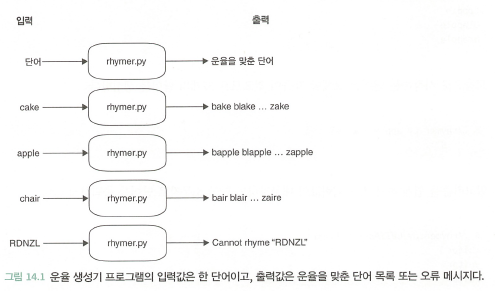 입력 출력
단어 rhymer.py 운율을 맞춘 단어
cake rhymer.py bake blake ... zake
apple rhymer.py bapple blapple ... zapple
chair rhymer.py bair blair ... zaire
RDNZL rhymer.py Cannot rhyme “RDNZL”
그림 14.1 운율 생성기 프로그램의 입력값은 한 단어이고, 출력값은 운율을 맞춘 단어 목록 또는 오류 메시지다.